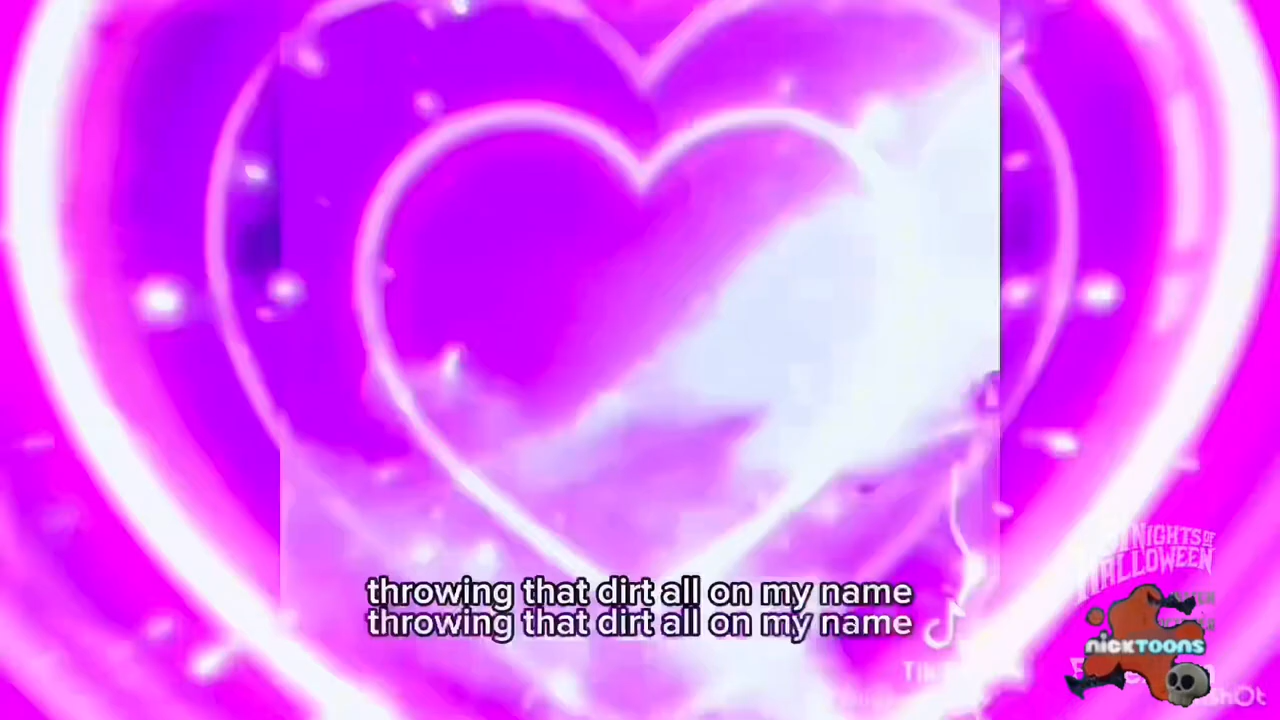 throwing that dirt all on my name
throwing that dirt all on my name
NIGHTS OF
HALLOWEEN
nickTOONS